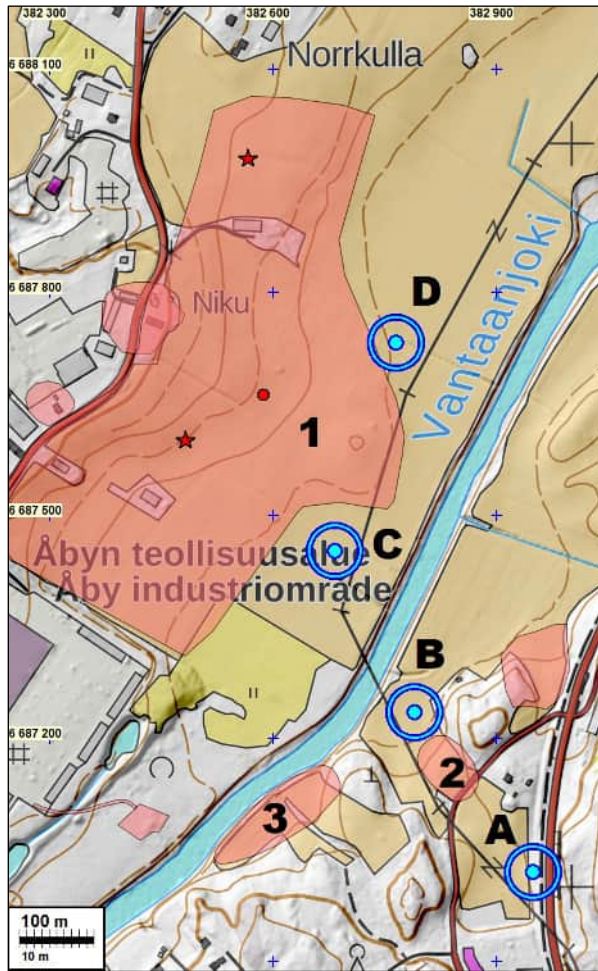 382 300
382 600
382 900
6 688 100
Norrkulla
6 687 800
Niku
D
Vantaanjoki
1
6 687 500
Åbyn teollisuusalue
Åby industriområde
C
B
6 687 200
2
3
A
100 m
10 m